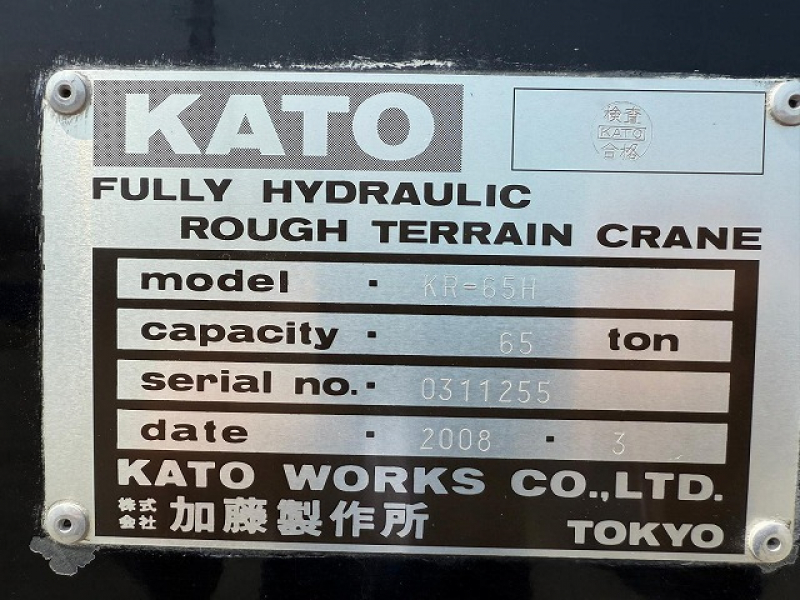 KATO
検査
KATO
合格
FULLY HYDRAULIC
ROUGH TERRAIN CRANE
model · KR-65H
capacity · 65 ton
serial no. · 0311255
date · 2008 · 3
KATO WORKS CO.,LTD.
株式会社 加藤製作所 TOKYO